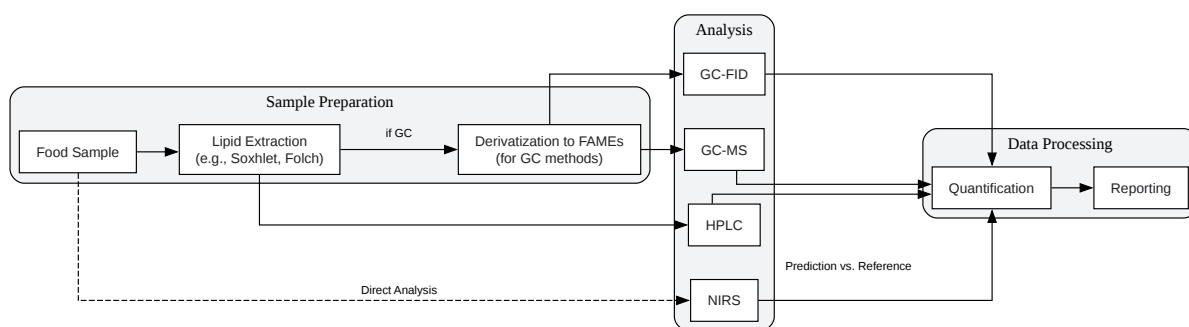 Analysis
GC-FID
Sample Preparation
Food Sample
Lipid Extraction
(e.g., Soxhlet, Folch)
if GC
Derivatization to FAMEs
(for GC methods)
GC-MS
Data Processing
Quantification
Reporting
HPLC
Prediction vs. Reference
Direct Analysis
NIRS